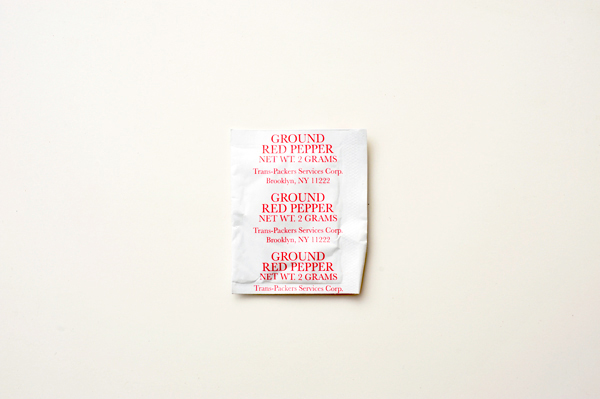 GROUND
RED PEPPER
NET WT. 2 GRAMS
Trans-Packers Services Corp.
Brooklyn, NY 11222
GROUND
RED PEPPER
NET WT. 2 GRAMS
Trans-Packers Services Corp.
Brooklyn, NY 11222
GROUND
RED PEPPER
NET WT. 2 GRAMS
Trans-Packers Services Corp.